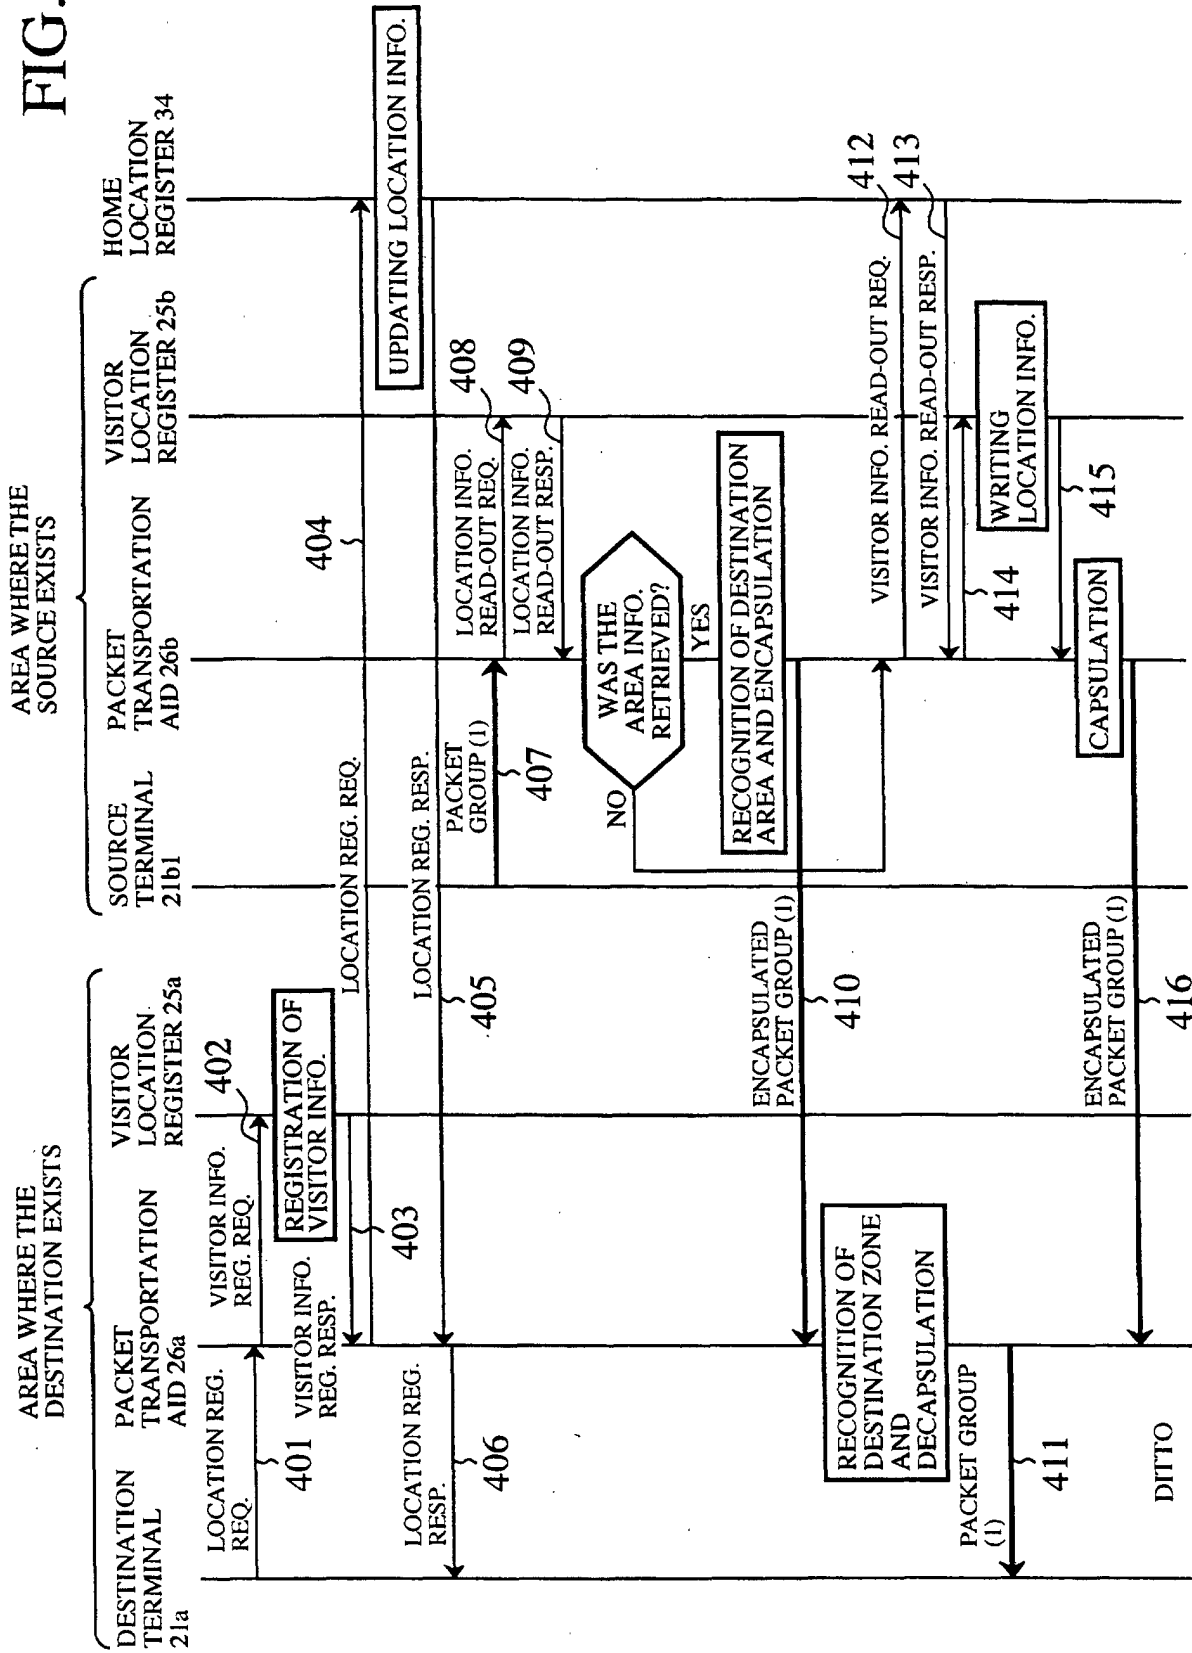 FIG.
AREA WHERE THE
DESTINATION EXISTS
AREA WHERE THE
SOURCE EXISTS
DESTINATION
TERMINAL
21a
PACKET
TRANSPORTATION
AID 26a
VISITOR
LOCATION
REGISTER 25a
SOURCE
TERMINAL
21b1
PACKET
TRANSPORTATION
AID 26b
VISITOR
LOCATION
REGISTER 25b
HOME
LOCATION
REGISTER 34
LOCATION REG.
REQ.
401
VISITOR INFO.
REG. REQ.
402
REGISTRATION OF
VISITOR INFO.
VISITOR INFO.
REG. RESP.
403
LOCATION REG. REQ.
404
UPDATING LOCATION INFO.
LOCATION REG. RESP.
405
LOCATION REG.
RESP.
406
PACKET
GROUP (1)
407
LOCATION INFO.
READ-OUT REQ.
408
LOCATION INFO.
READ-OUT RESP.
409
WAS THE
AREA INFO.
RETRIEVED?
NO
YES
RECOGNITION OF DESTINATION
AREA AND ENCAPSULATION
ENCAPSULATED
PACKET GROUP (1)
410
RECOGNITION OF
DESTINATION ZONE
AND
DECAPSULATION
PACKET GROUP
(1)
411
VISITOR INFO. READ-OUT REQ.
412
VISITOR INFO. READ-OUT RESP.
413
414
WRITING
LOCATION INFO.
415
CAPSULATION
ENCAPSULATED
PACKET GROUP (1)
416
DITTO